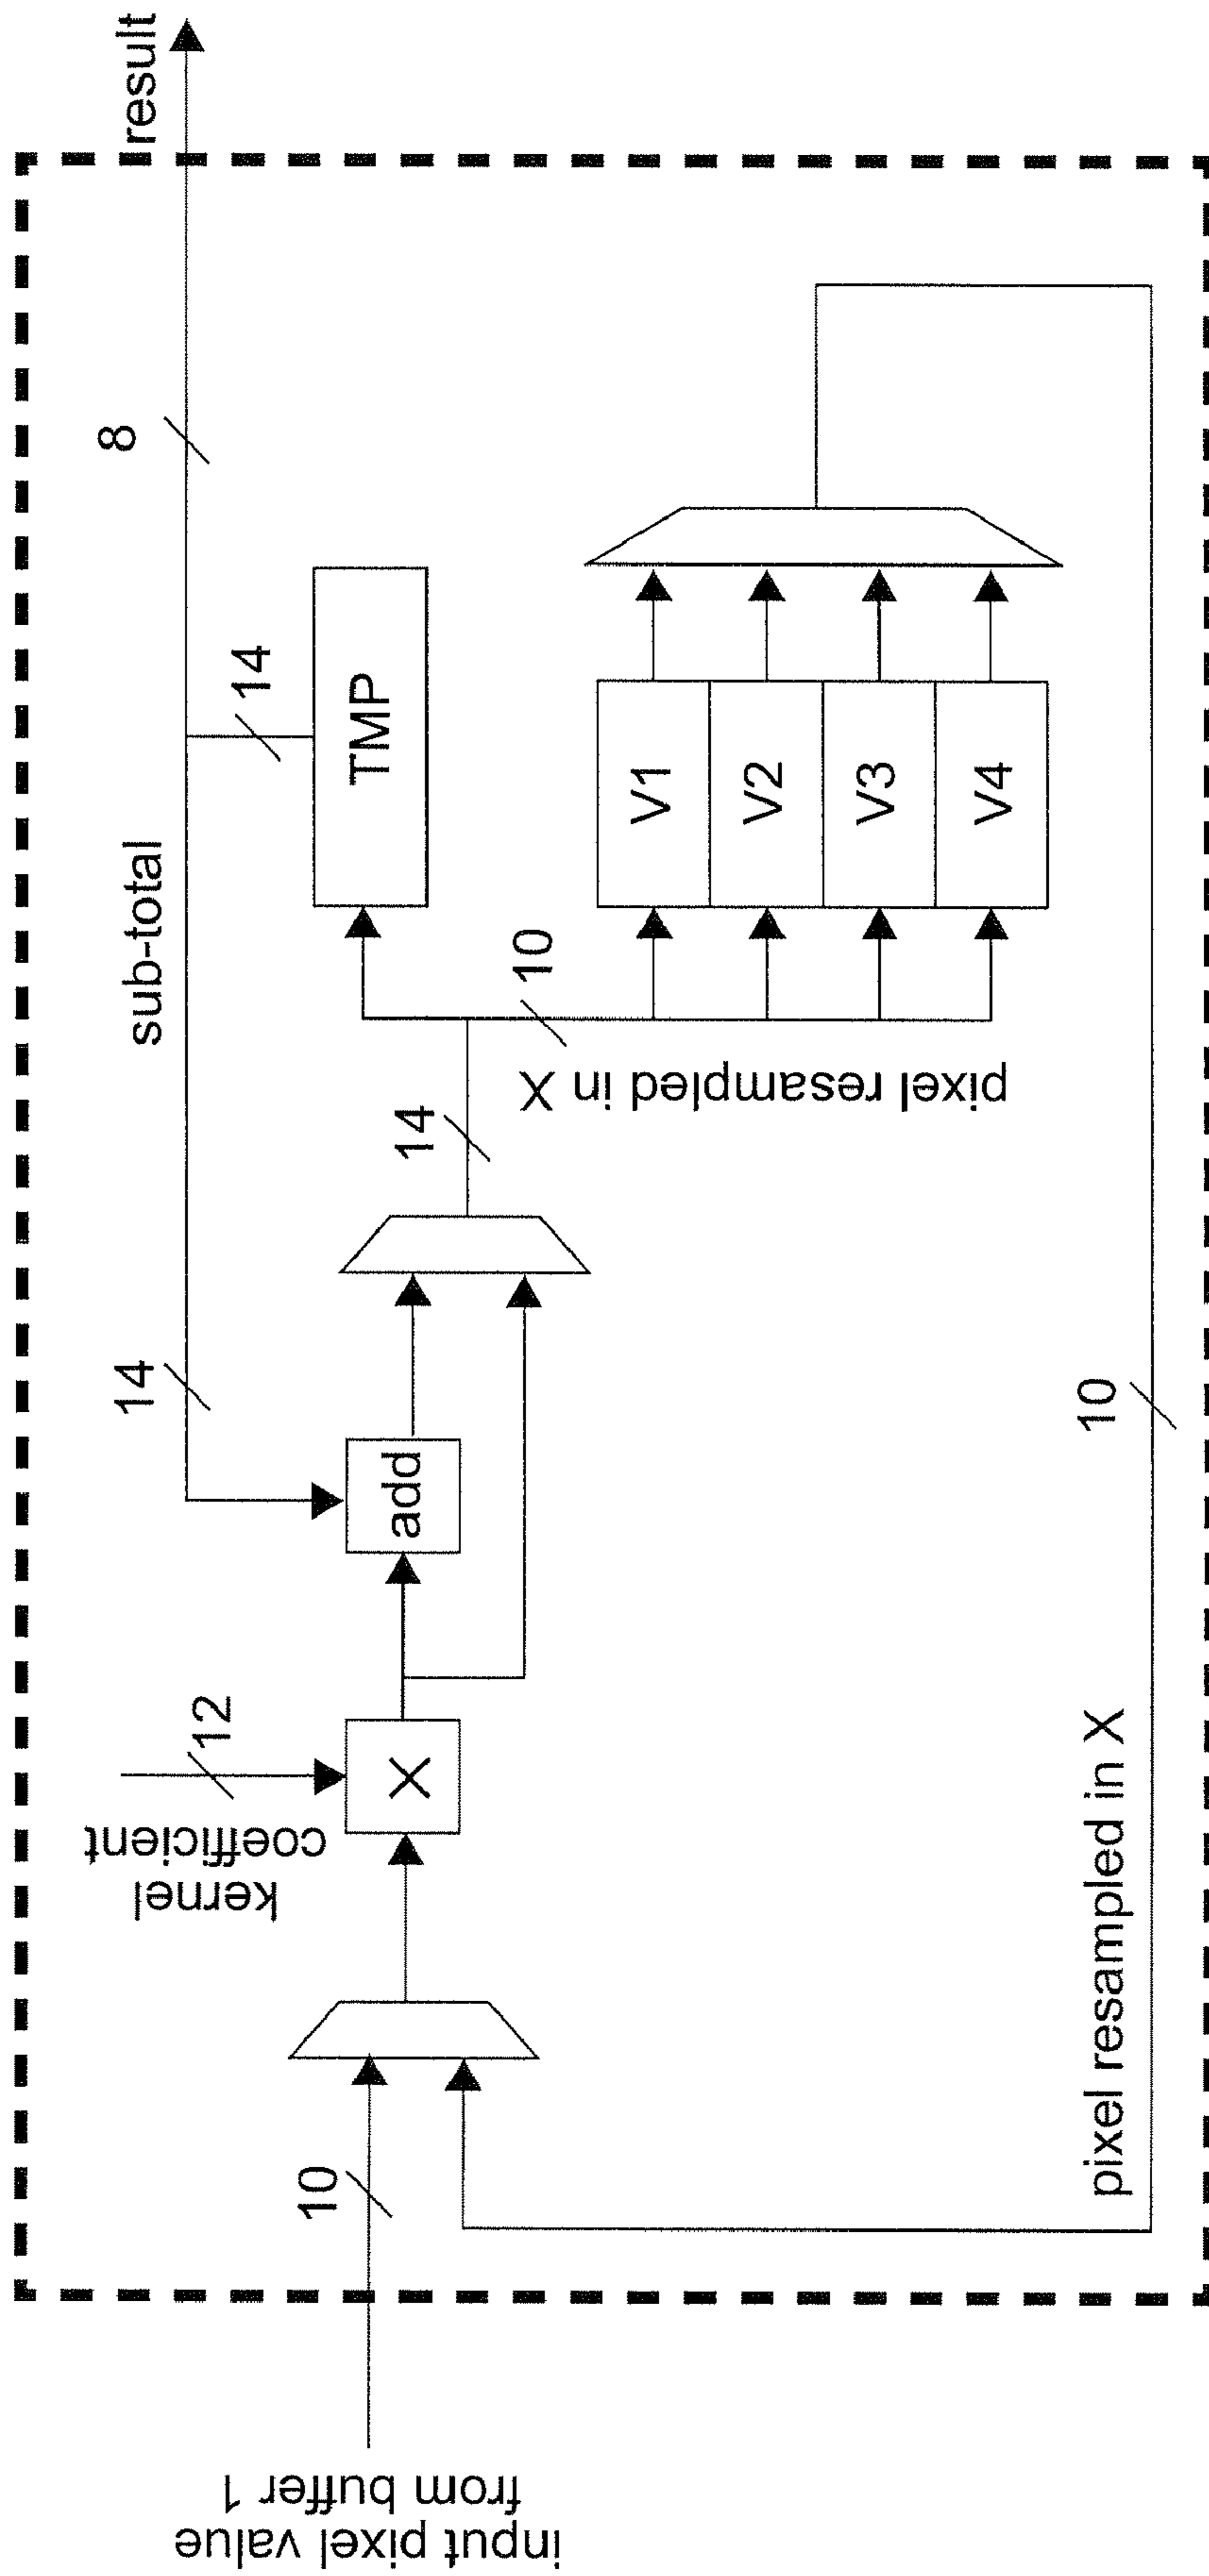 result
8
sub-total
14
TMP
14
10
V1
V2
V3
V4
pixel resampled in X
14
add
12
kernel
coefficient
X
10
pixel resampled in X
10
input pixel value
from buffer 1